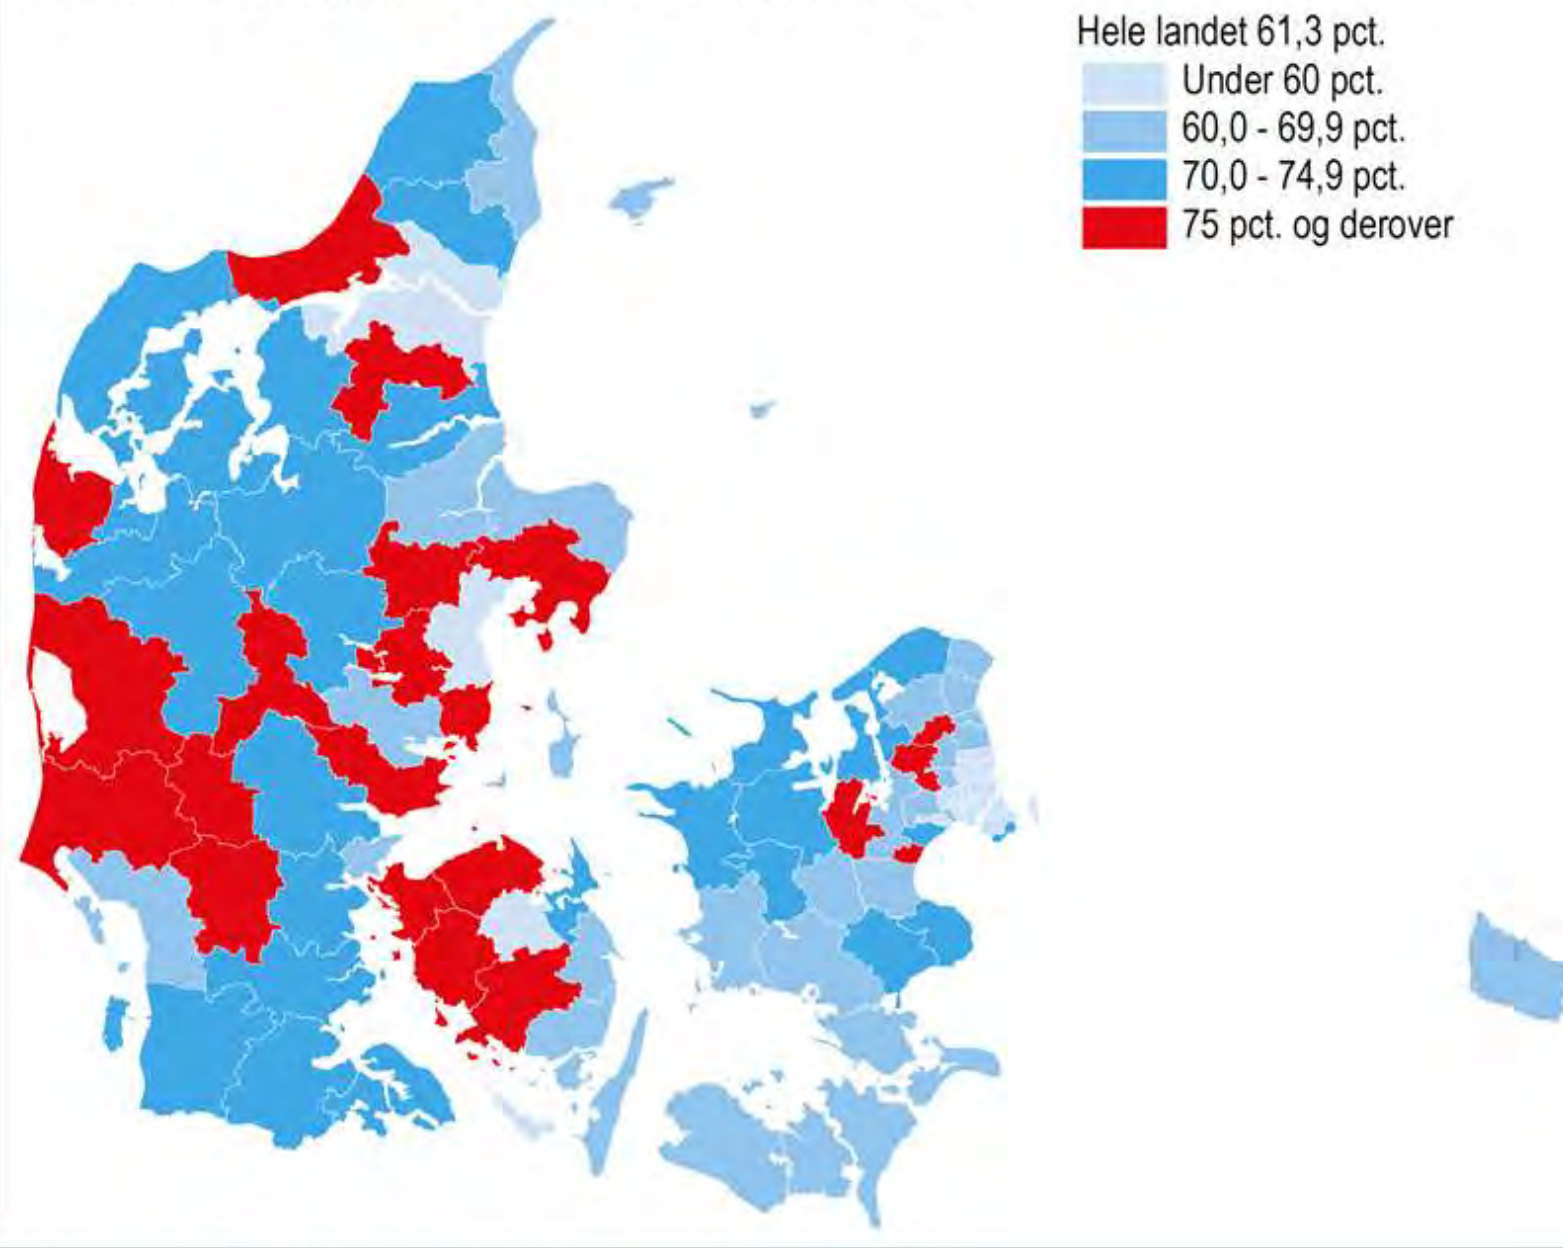 Hele landet 61,3 pct.
Under 60 pct.
60,0 - 69,9 pct.
70,0 - 74,9 pct.
75 pct. og derover